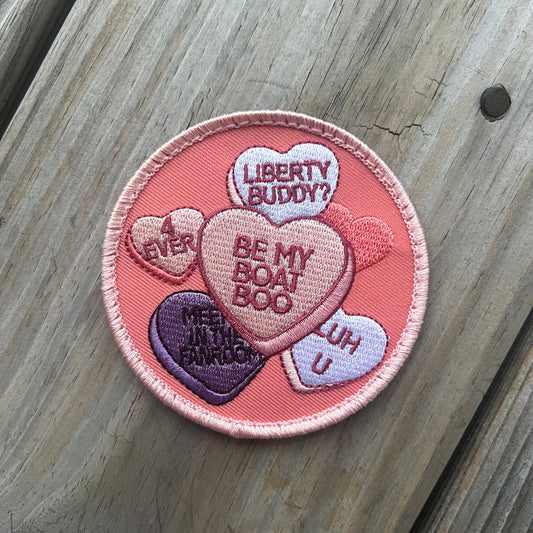 LIBERTY
BUDDY?
4
EVER
BE MY
BOAT
BOO
MEET
IN THE
FANROOM
LUH
U